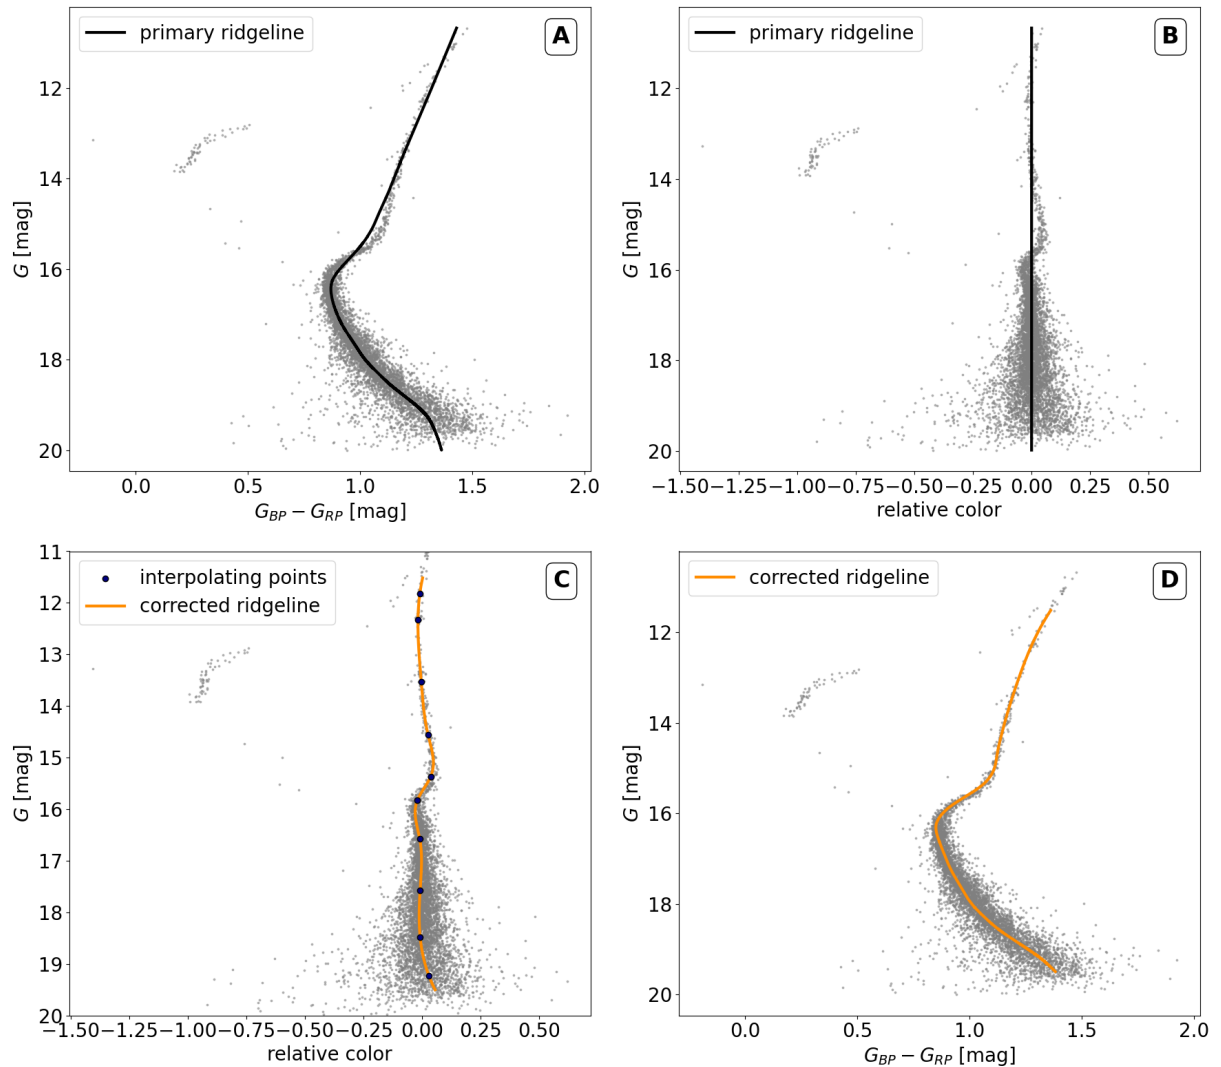 primary ridgeline
A
12
14
16
18
20
G [mag]
0.0 0.5 1.0 1.5 2.0
G_BP − G_RP [mag]
primary ridgeline
B
12
14
16
18
20
G [mag]
−1.50 −1.25 −1.00 −0.75 −0.50 −0.25 0.00 0.25 0.50
relative color
interpolating points
corrected ridgeline
C
11
12
13
14
15
16
17
18
19
20
G [mag]
−1.50 −1.25 −1.00 −0.75 −0.50 −0.25 0.00 0.25 0.50
relative color
corrected ridgeline
D
12
14
16
18
20
G [mag]
0.0 0.5 1.0 1.5 2.0
G_BP − G_RP [mag]